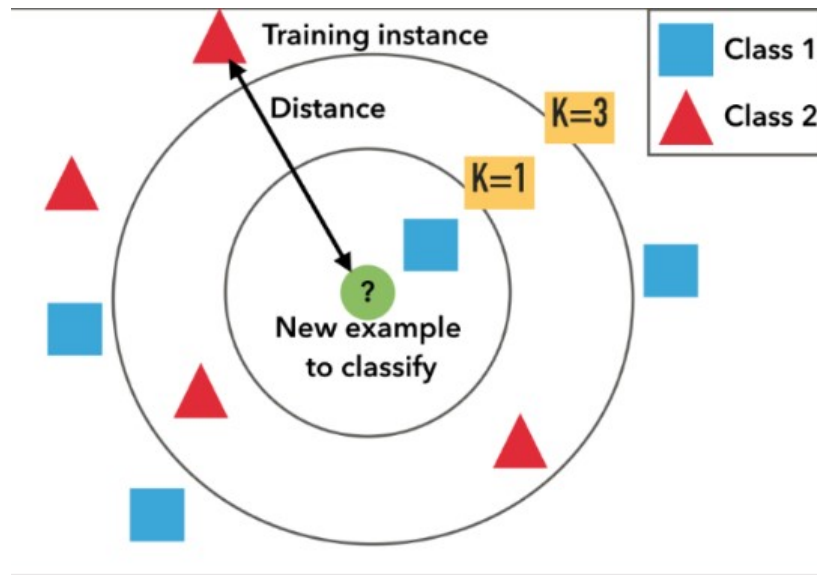 Training instance
Class 1
Distance
Class 2
K=3
K=1
?
New example
to classify